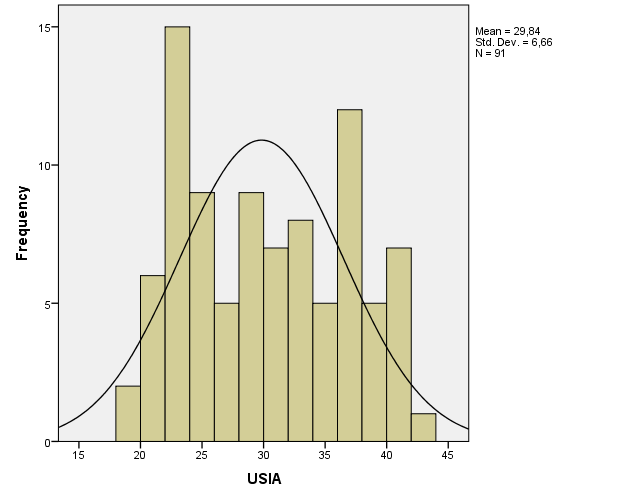 Mean = 29,84
Std. Dev. = 6,66
N = 91
15
10
5
0
Frequency
15 20 25 30 35 40 45
USIA